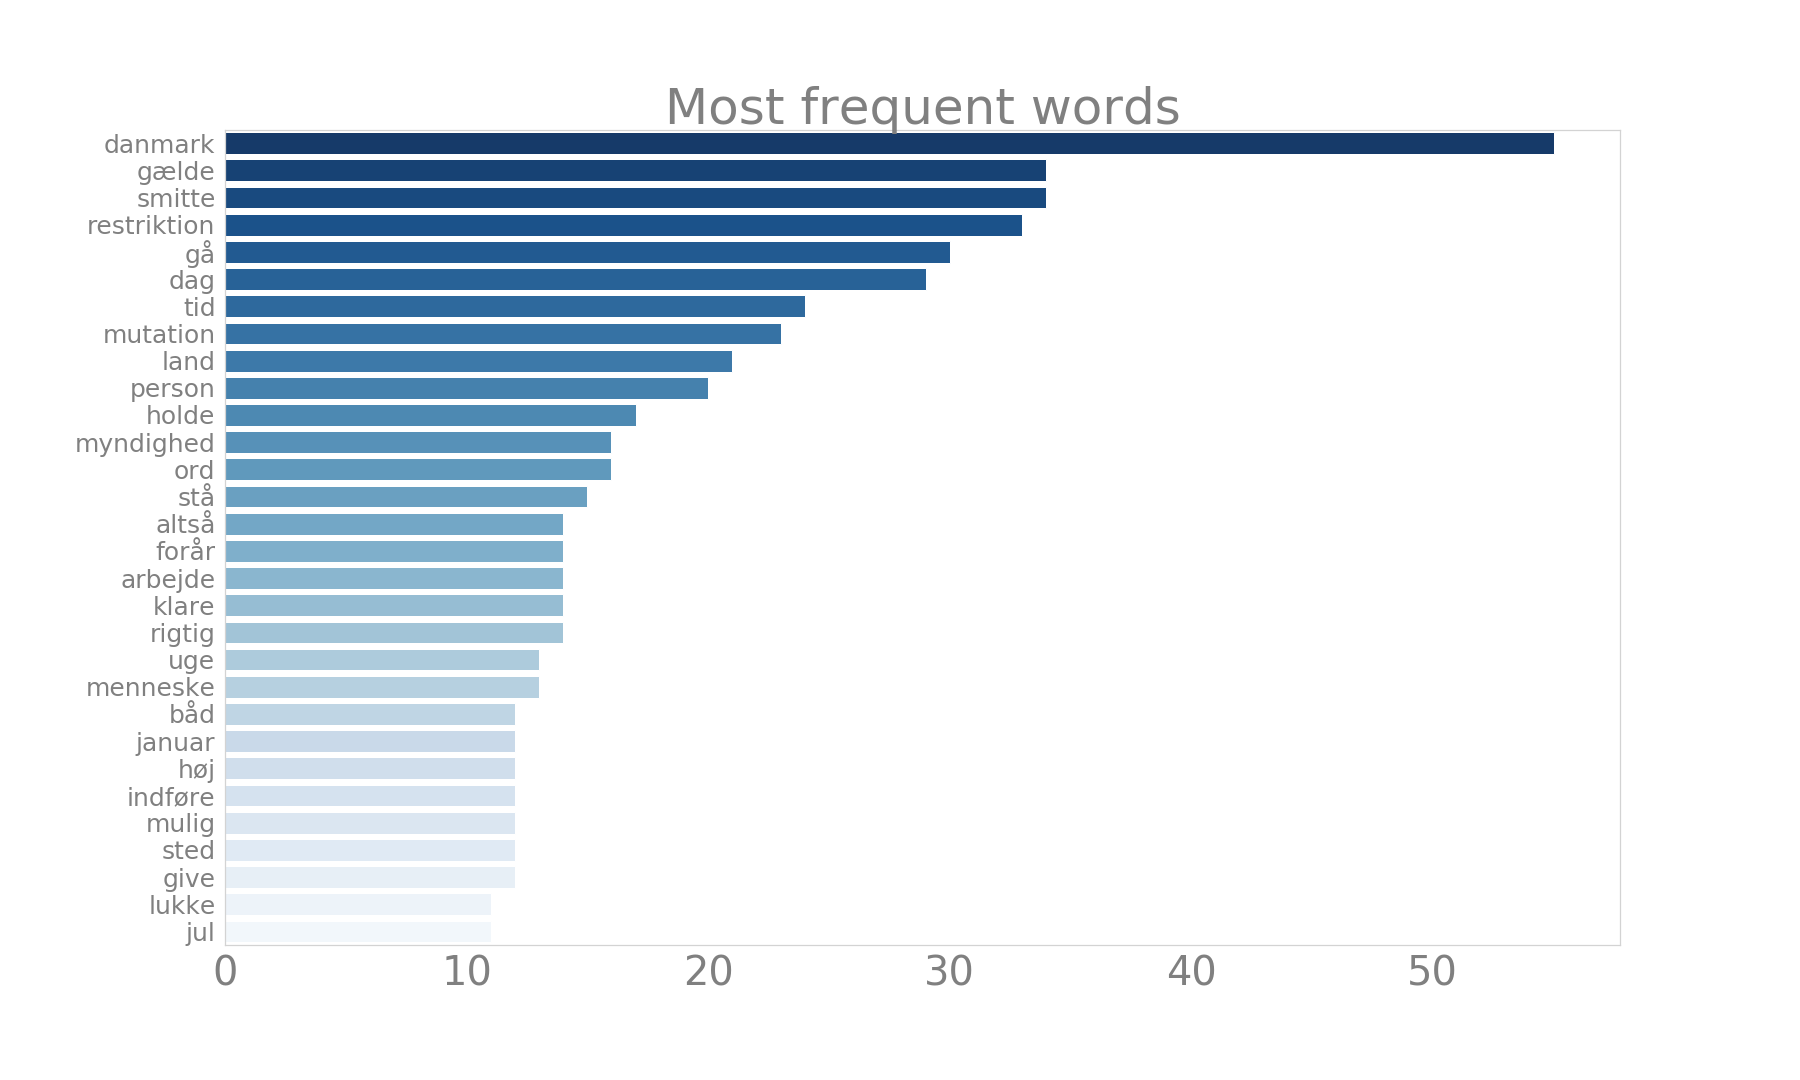 Most frequent words
danmark
gælde
smitte
restriktion
gå
dag
tid
mutation
land
person
holde
myndighed
ord
stå
altså
forår
arbejde
klare
rigtig
uge
menneske
båd
januar
høj
indføre
mulig
sted
give
lukke
jul
0 10 20 30 40 50